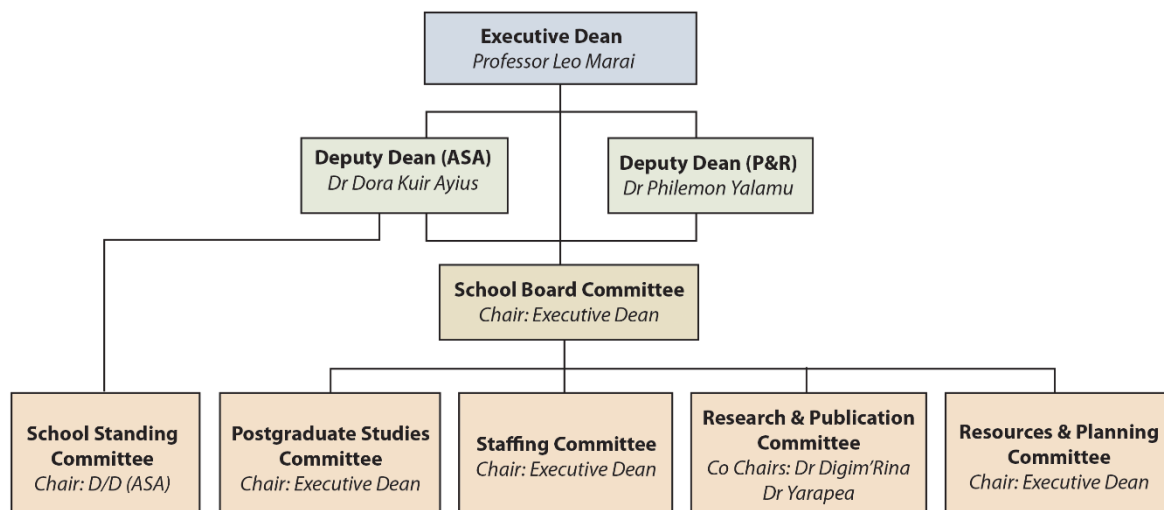 Executive Dean
Professor Leo Marai
Deputy Dean (ASA)
Dr Dora Kuir Ayius
Deputy Dean (P&R)
Dr Philemon Yalamu
School Board Committee
Chair: Executive Dean
School Standing
Committee
Chair: D/D (ASA)
Postgraduate Studies
Committee
Chair: Executive Dean
Staffing Committee
Chair: Executive Dean
Research & Publication
Committee
Co Chairs: Dr Digim’Rina
Dr Yarapea
Resources & Planning
Committee
Chair: Executive Dean